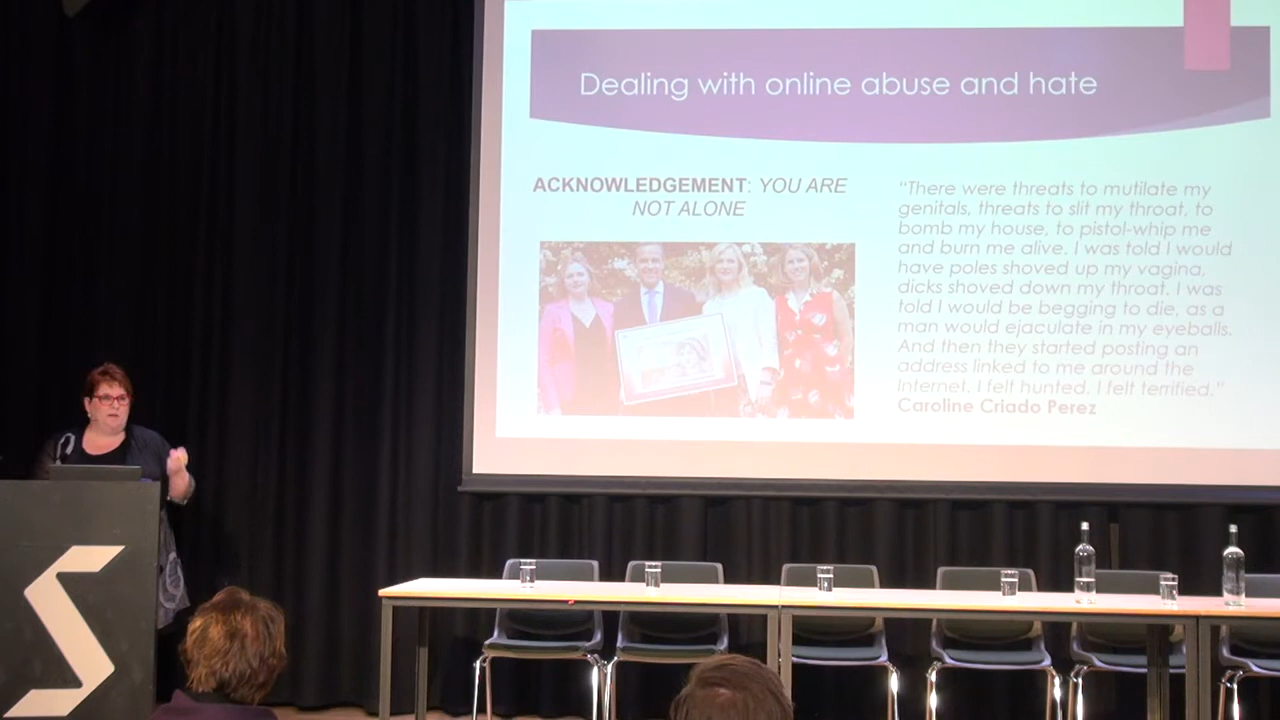 Dealing with online abuse and hate
ACKNOWLEDGEMENT: YOU ARE
NOT ALONE
"There were threats to mutilate my
genitals, threats to slit my throat, to
bomb my house, to pistol-whip me
and burn me alive. I was told I would
have poles shoved up my vagina,
dicks shoved down my throat. I was
told I would be begging to die, as a
man would ejaculate in my eyeballs.
And then they started posting an
address linked to me around the
Internet. I felt hunted. I felt terrified."
Caroline Criado Perez
S